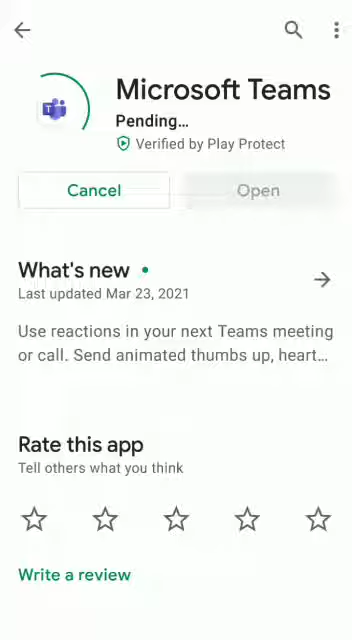 Microsoft Teams
Pending...
Verified by Play Protect
Cancel
Open
What's new
Last updated Mar 23, 2021
Use reactions in your next Teams meeting
or call. Send animated thumbs up, heart...
Rate this app
Tell others what you think
Write a review